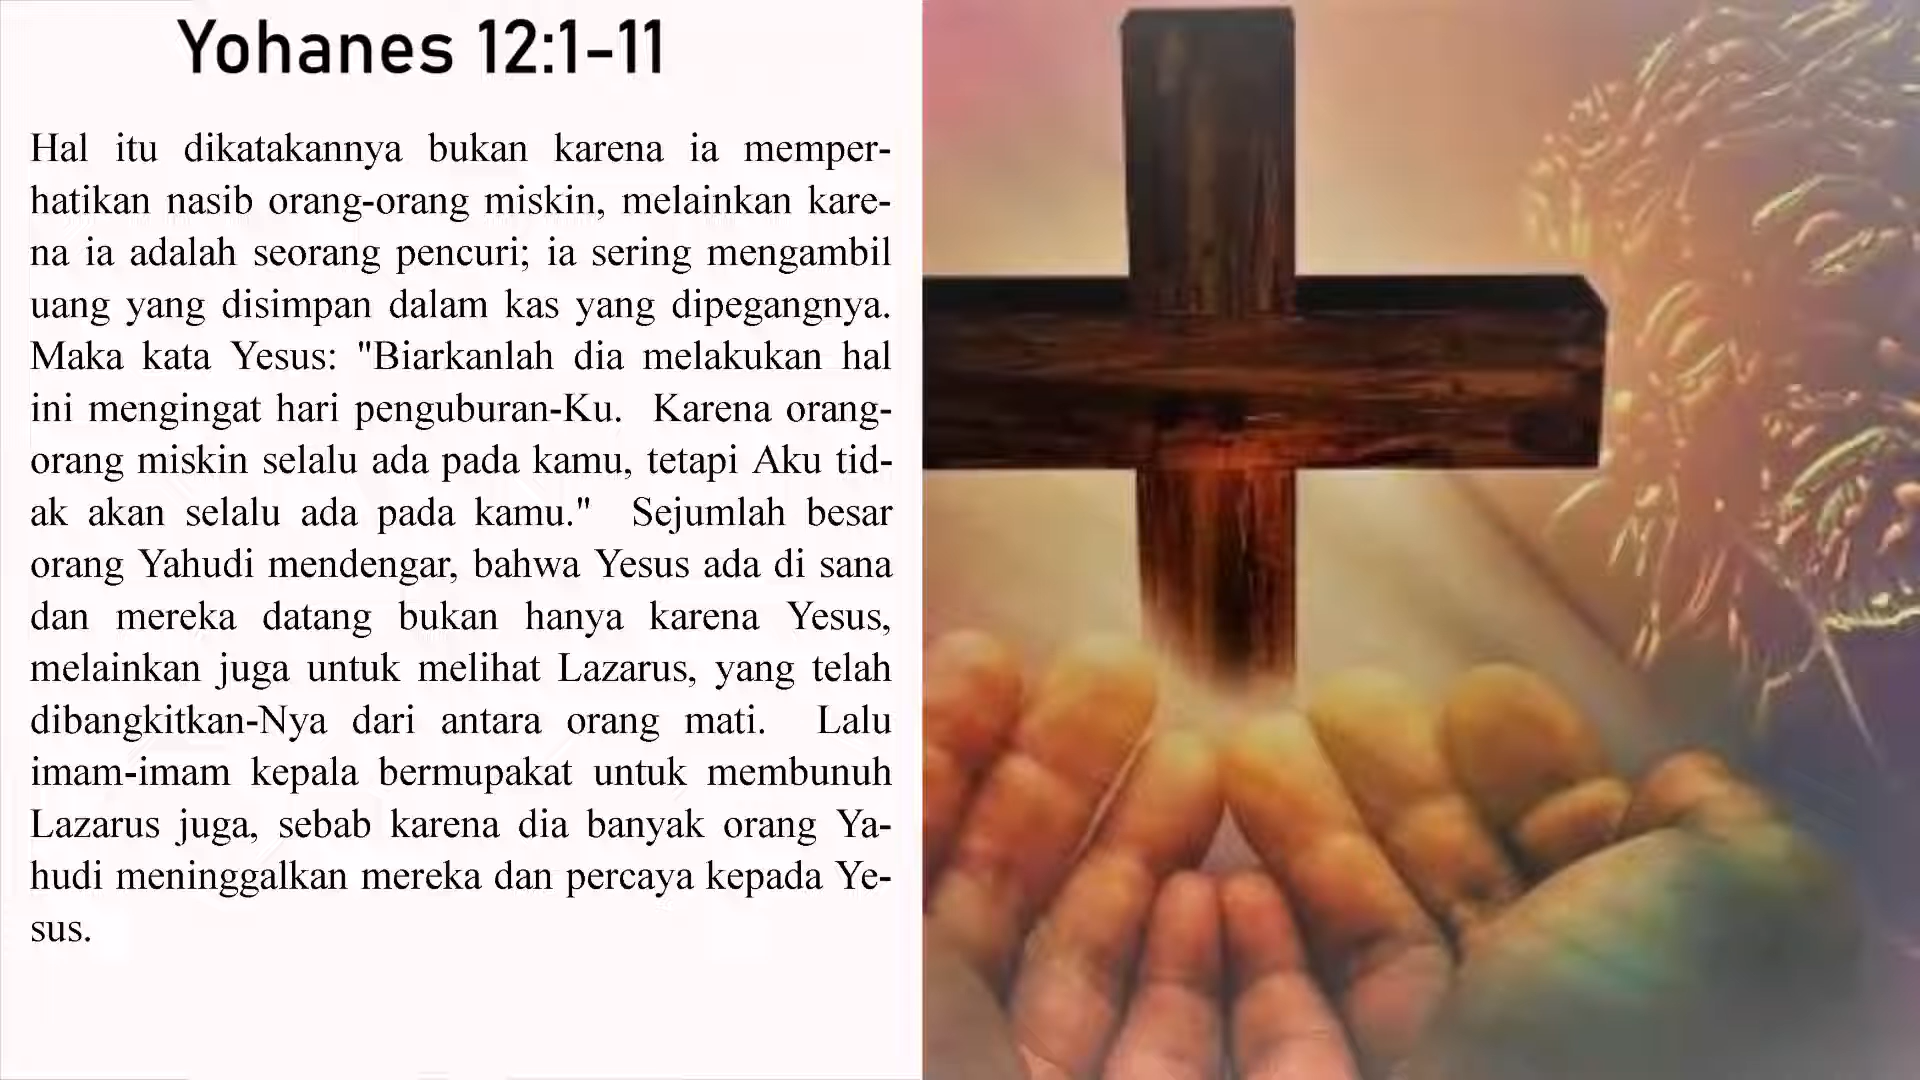 Yohanes 12:1-11
Hal itu dikatakannya bukan karena ia memper-
hatikan nasib orang-orang miskin, melainkan kare-
na ia adalah seorang pencuri; ia sering mengambil
uang yang disimpan dalam kas yang dipegangnya.
Maka kata Yesus: "Biarkanlah dia melakukan hal
ini mengingat hari penguburan-Ku.  Karena orang-
orang miskin selalu ada pada kamu, tetapi Aku tid-
ak akan selalu ada pada kamu."  Sejumlah besar
orang Yahudi mendengar, bahwa Yesus ada di sana
dan mereka datang bukan hanya karena Yesus,
melainkan juga untuk melihat Lazarus, yang telah
dibangkitkan-Nya dari antara orang mati.  Lalu
imam-imam kepala bermupakat untuk membunuh
Lazarus juga, sebab karena dia banyak orang Ya-
hudi meninggalkan mereka dan percaya kepada Ye-
sus.